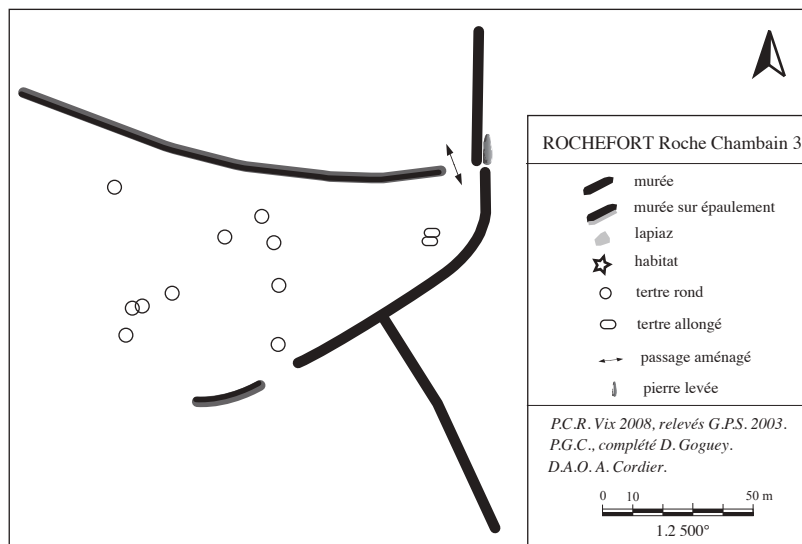 ROCHEFORT Roche Chambain 3
murée
murée sur épaulement
lapiaz
habitat
tertre rond
tertre allongé
passage aménagé
pierre levée
P.C.R. Vix 2008, relevés G.P.S. 2003.
P.G.C., complété D. Goguey.
D.A.O. A. Cordier.
0 10 50 m
1.2 500°